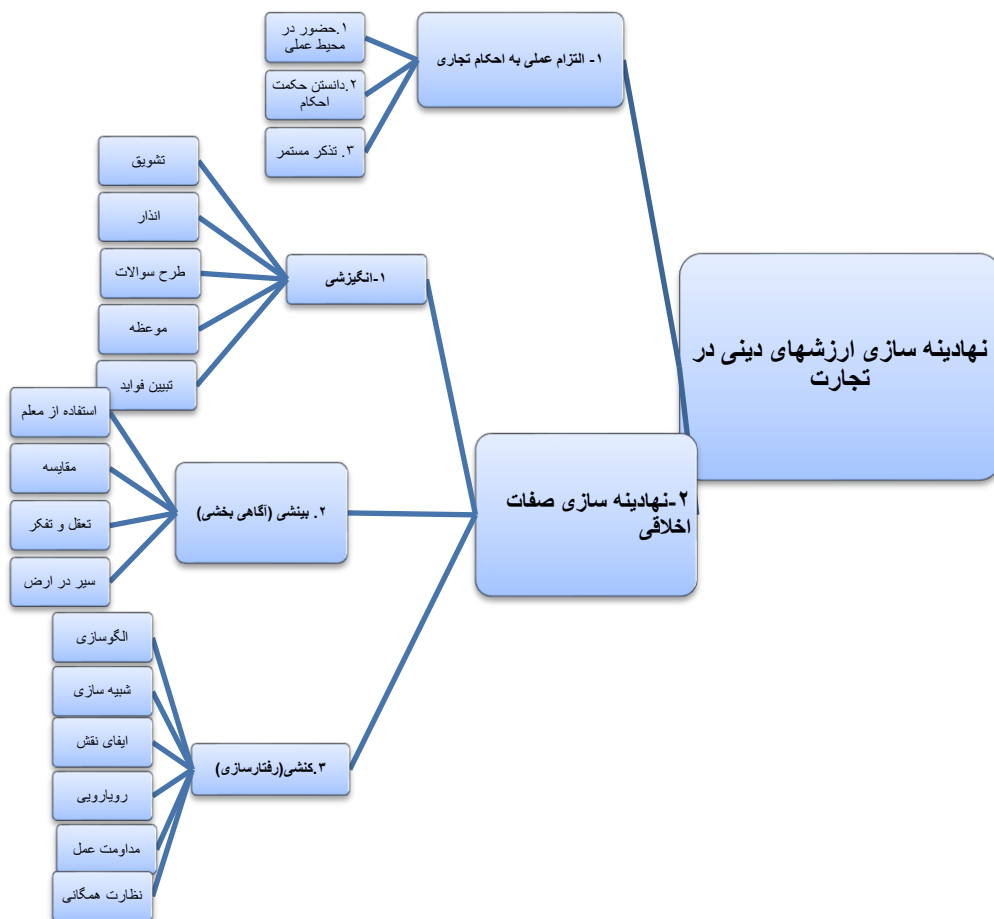 نهادینه سازی ارزشهای دینی در
تجارت
۱- التزام عملی به احکام تجاری
۱.حضور در
محیط عملی
۲.دانستن حکمت
احکام
۳. تذکر مستمر
۲-نهادینه سازی صفات
اخلاقی
۱-انگیزشی
تشویق
انذار
طرح سوالات
موعظه
تبیین فواید
۲. بینشی (آگاهی بخشی)
استفاده از معلم
مقایسه
تعقل و تفکر
سیر در ارض
۳.کنشی(رفتارسازی)
الگوسازی
شبیه سازی
ایفای نقش
رویارویی
مداومت عمل
نظارت همگانی